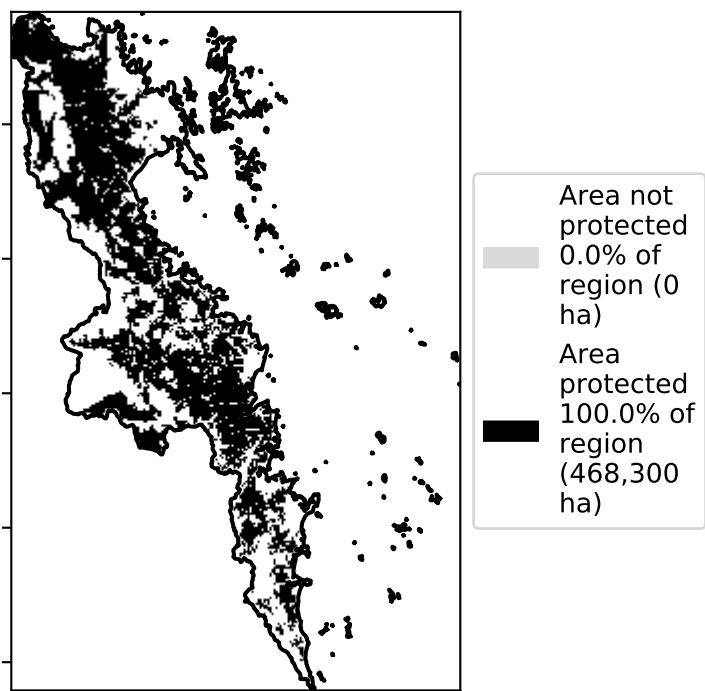 Area not
protected
0.0% of
region (0
ha)
Area
protected
100.0% of
region
(468,300
ha)